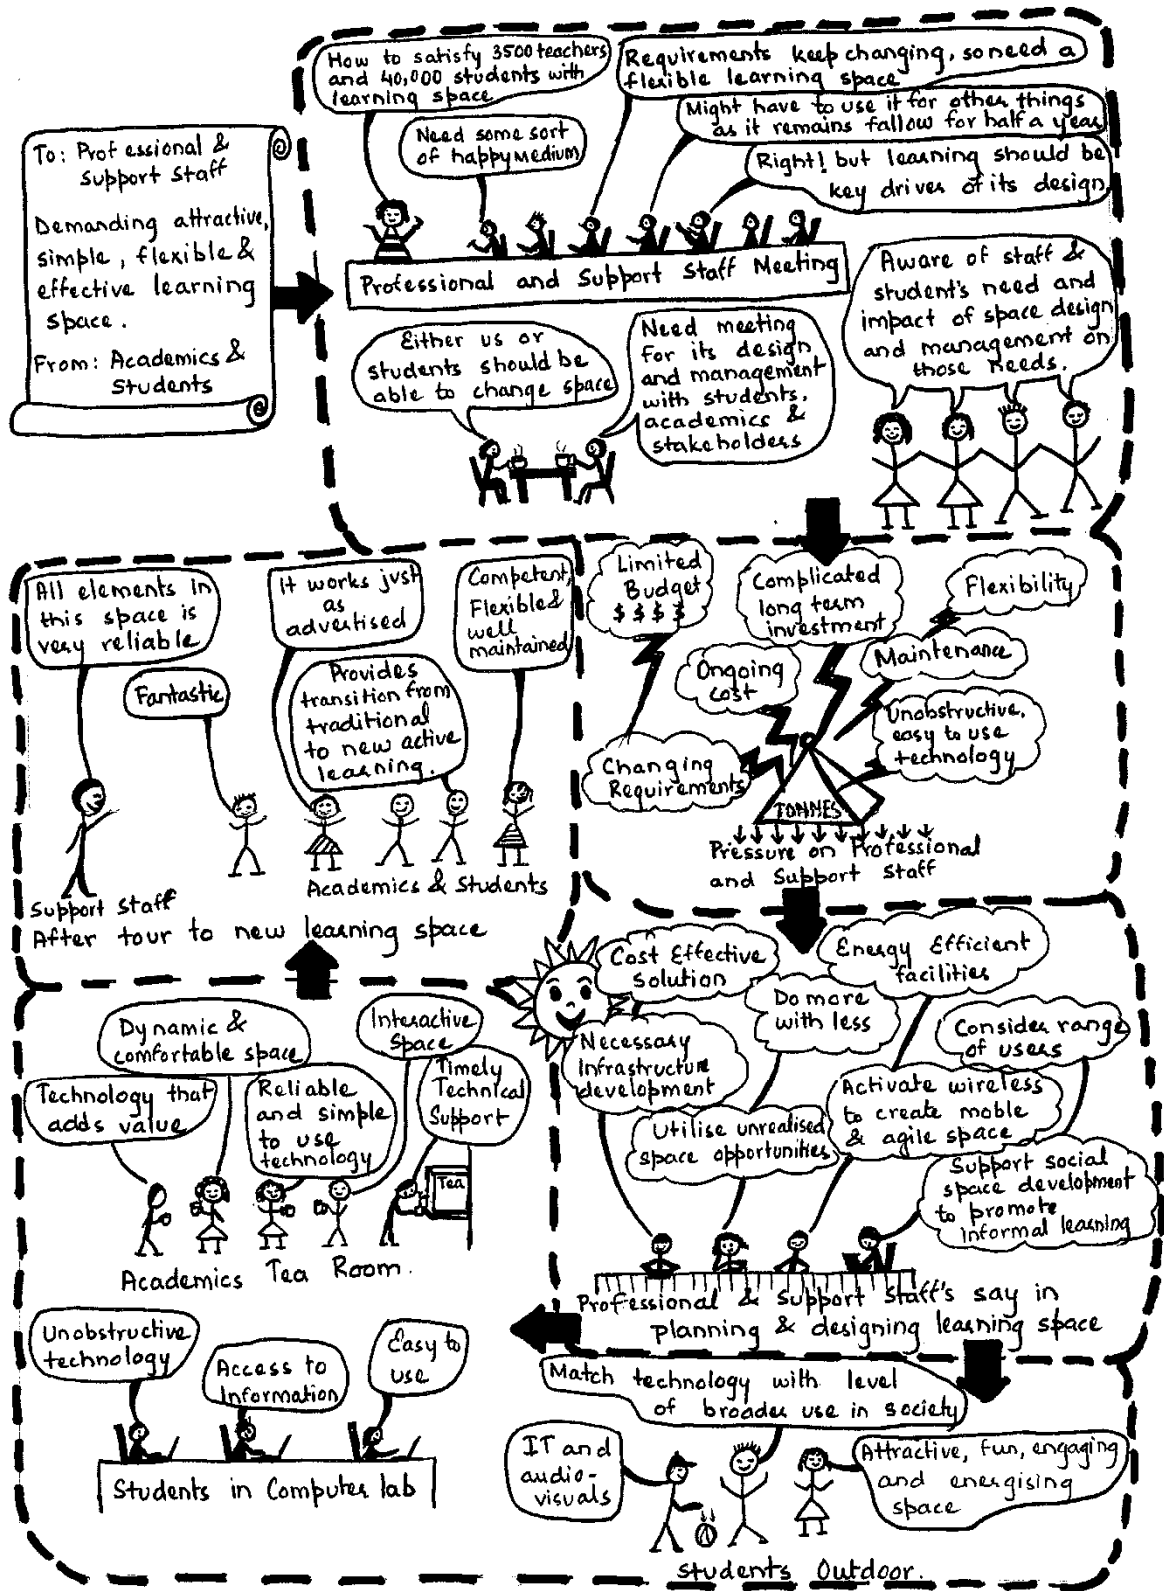 To: Professional &
Support Staff
Demanding attractive,
simple, flexible &
effective learning
space.
From: Academics &
Students
How to satisfy 3500 teachers
and 40,000 students with
learning space
Need some sort
of happy medium
Requirements keep changing, so need a
flexible learning space
Might have to use it for other things
as it remains fallow for half a year
Right! but learning should be
key driver of its design
Professional and Support Staff Meeting
Either us or
students should be
able to change space
Need meeting
for its design
and management
with students,
academics &
stakeholders
Aware of staff &
student's need and
impact of space design
and management on
those needs.
Limited
Budget
$ $ $ $
Complicated
long term
investment
Flexibility
Ongoing
cost
Maintenance
Changing
Requirements
Unobstructive,
easy to use
technology
TONNES
Pressure on Professional
and Support Staff
Cost Effective
solution
Energy Efficient
facilities
Do more
with less
Necessary
Infrastructure
development
Consider range
of users
Utilise unrealised
space opportunities
Activate wireless
to create moble
& agile space
Support social
space development
to promote
informal learning
Professional & Support Staff's say in
planning & designing learning space
Match technology with level
of broader use in society
IT and
audio-
visuals
Attractive, fun, engaging
and energising
space
Students Outdoor.
Dynamic &
comfortable space
Interactive
Space
Technology that
adds value
Reliable
and simple
to use
technology
Timely
Technical
Support
Tea
Academics Tea Room.
Unobstructive
technology
Access to
Information
Easy to
use
Students in Computer lab
All elements in
this space is
very reliable
Fantastic
It works just
as
advertised
Provides
transition from
traditional
to new active
learning.
Competent,
Flexible &
well
maintained
Support Staff
Academics & Students
After tour to new learning space